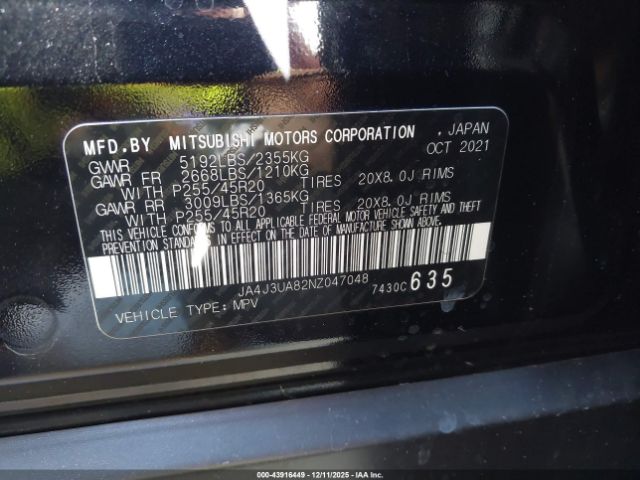 MFD.BY MITSUBISHI MOTORS CORPORATION . JAPAN
GVWR 5192LBS/2355KG OCT 2021
GAWR FR 2668LBS/1210KG
WITH P255/45R20 TIRES 20X8.0J RIMS
GAWR RR 3009LBS/1365KG
WITH P255/45R20 TIRES 20X8.0J RIMS
THIS VEHICLE CONFORMS TO ALL APPLICABLE FEDERAL MOTOR VEHICLE SAFETY AND THEFT
PREVENTION STANDARDS IN EFFECT ON THE DATE OF MANUFACTURE SHOWN ABOVE.
JA4J3UA82NZ047048
VEHICLE TYPE: MPV 7430C 635
000-43916449 - 12/11/2025 - IAAI.CA